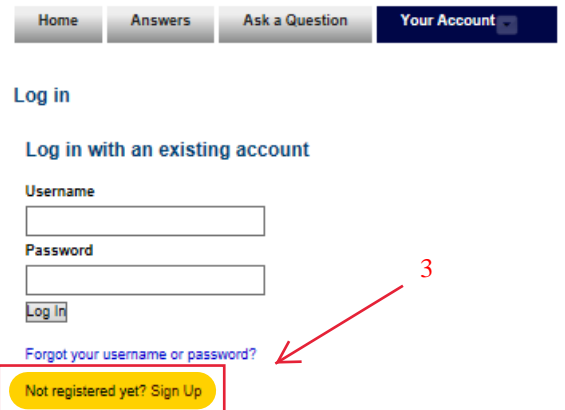 Home Answers Ask a Question Your Account
Log in
Log in with an existing account
Username
Password
3
Log In
Forgot your username or password?
Not registered yet? Sign Up